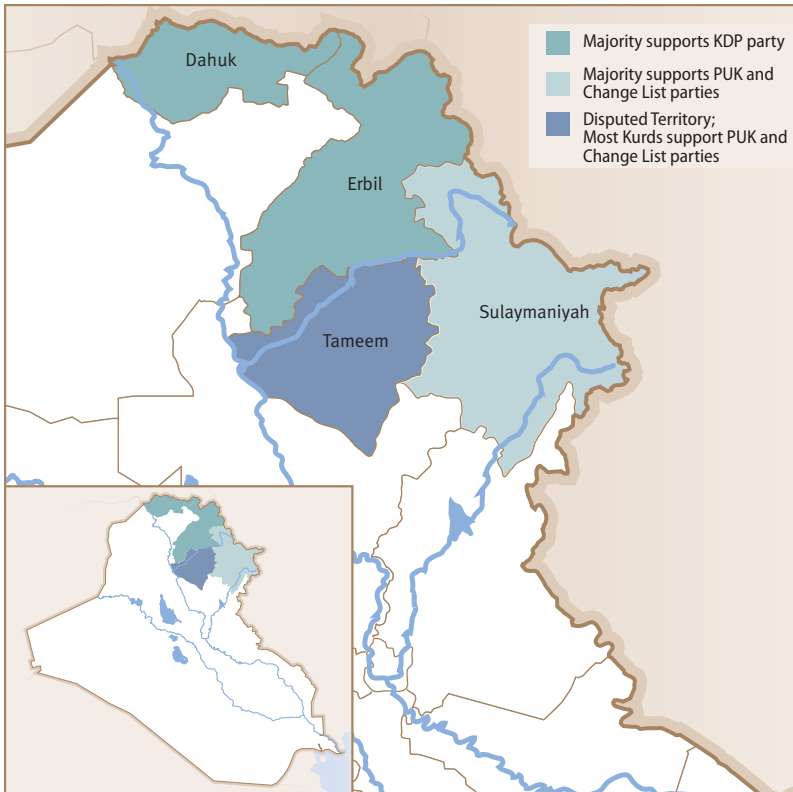 Dahuk
Majority supports KDP party
Majority supports PUK and
Change List parties
Disputed Territory;
Most Kurds support PUK and
Change List parties
Erbil
Sulaymaniyah
Tameem